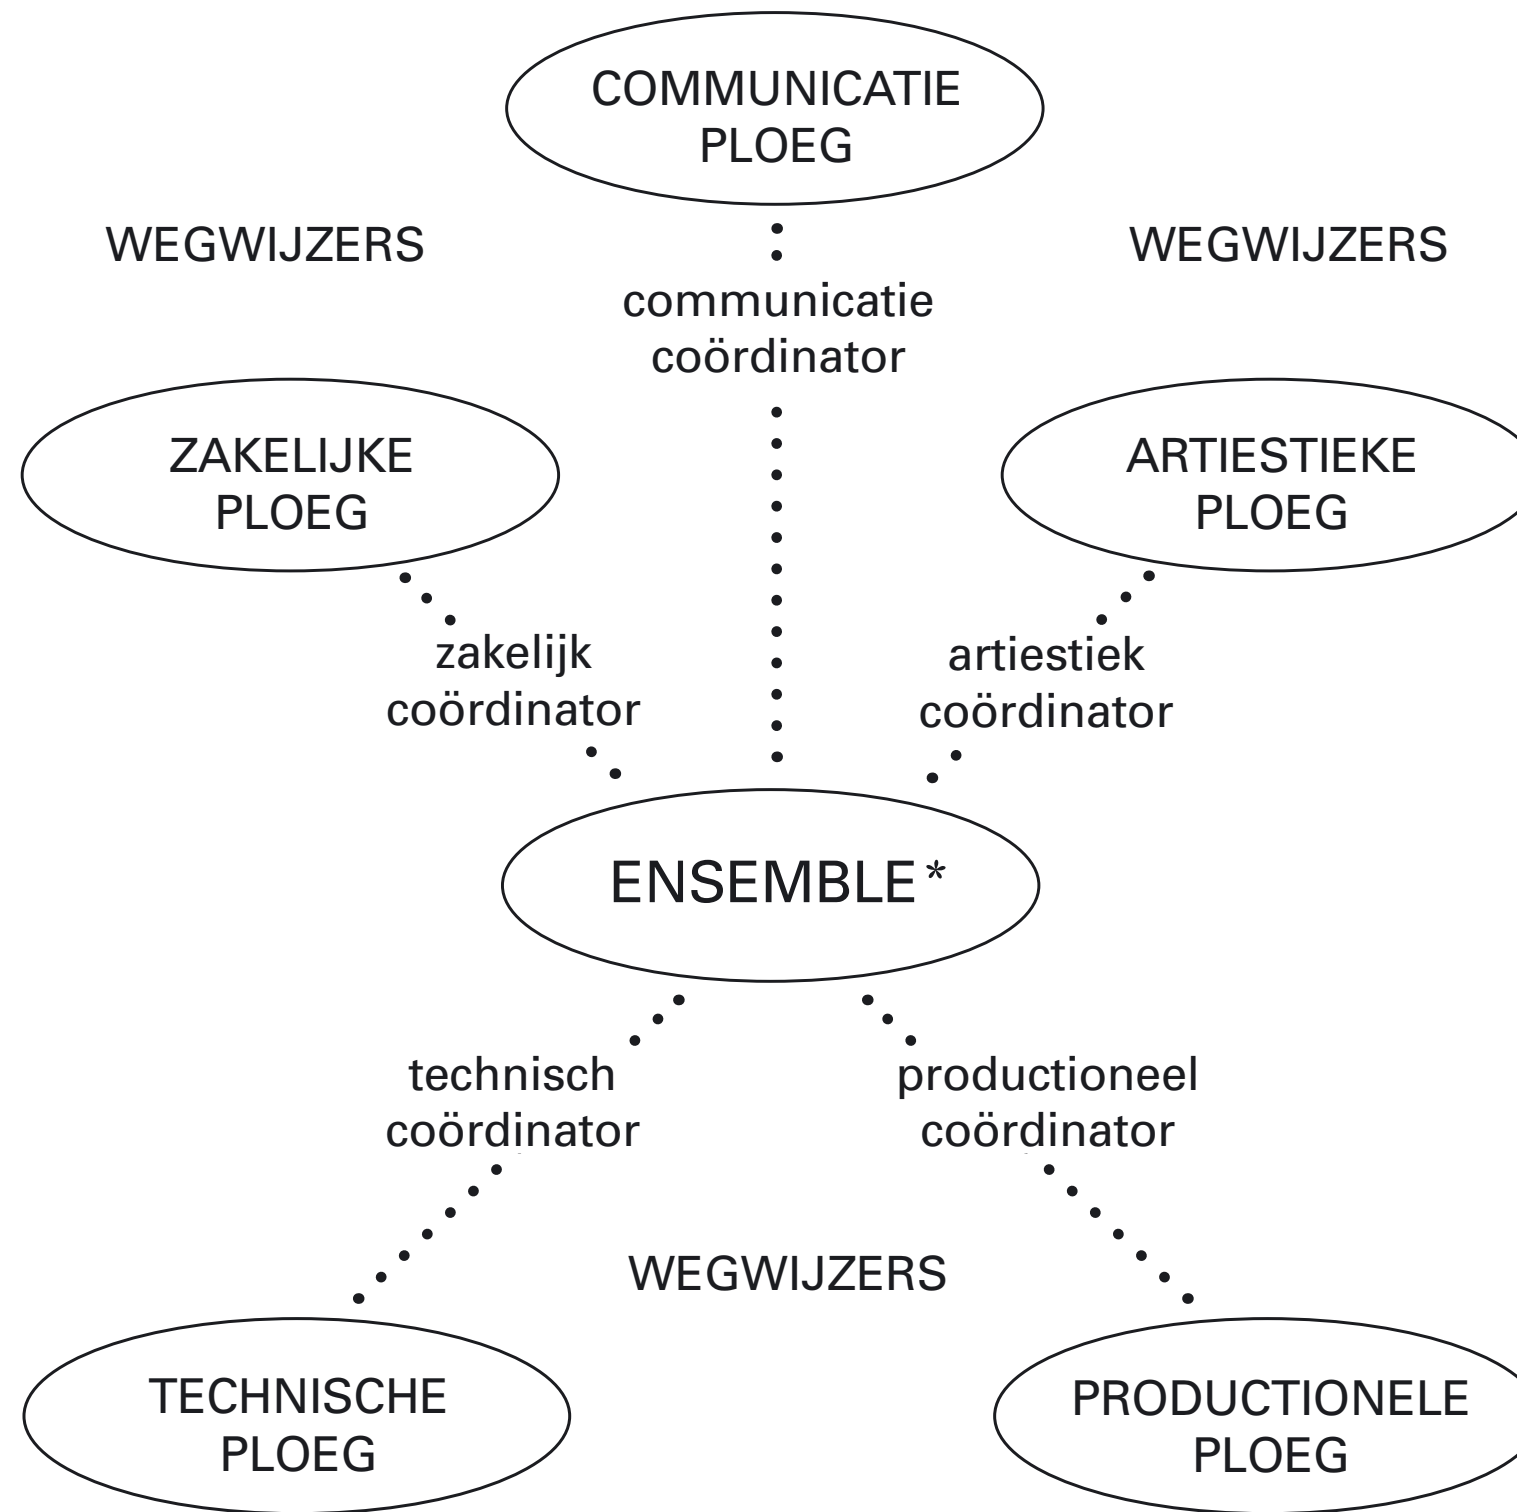 COMMUNICATIE
PLOEG
WEGWIJZERS
WEGWIJZERS
communicatie
coördinator
ZAKELIJKE
PLOEG
ARTIESTIEKE
PLOEG
zakelijk
coördinator
artiestiek
coördinator
ENSEMBLE*
technisch
coördinator
productioneel
coördinator
WEGWIJZERS
TECHNISCHE
PLOEG
PRODUCTIONELE
PLOEG